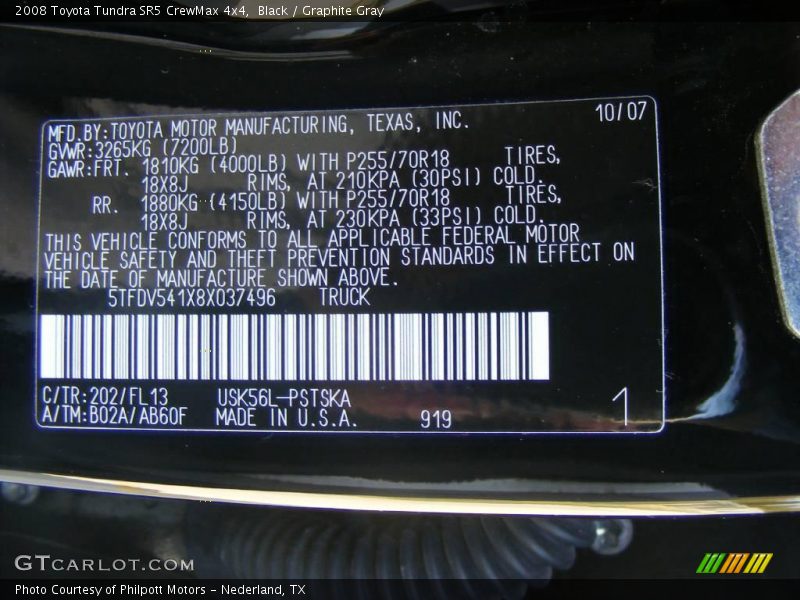 2008 Toyota Tundra SR5 CrewMax 4x4,  Black / Graphite Gray
10/07
MFD.BY:TOYOTA MOTOR MANUFACTURING, TEXAS, INC.
GVWR:3265KG (7200LB)
GAWR:FRT. 1810KG (4000LB) WITH P255/70R18 TIRES,
18X8J RIMS, AT 210KPA (30PSI) COLD.
RR. 1880KG (4150LB) WITH P255/70R18 TIRES,
18X8J RIMS, AT 230KPA (33PSI) COLD.
THIS VEHICLE CONFORMS TO ALL APPLICABLE FEDERAL MOTOR
VEHICLE SAFETY AND THEFT PREVENTION STANDARDS IN EFFECT ON
THE DATE OF MANUFACTURE SHOWN ABOVE.
5TFDV541X8X037496 TRUCK
C/TR:202/FL13 USK56L-PSTSKA
A/TM:B02A/AB60F MADE IN U.S.A. 919
1
GTCARLOT.COM
Photo Courtesy of Philpott Motors - Nederland, TX